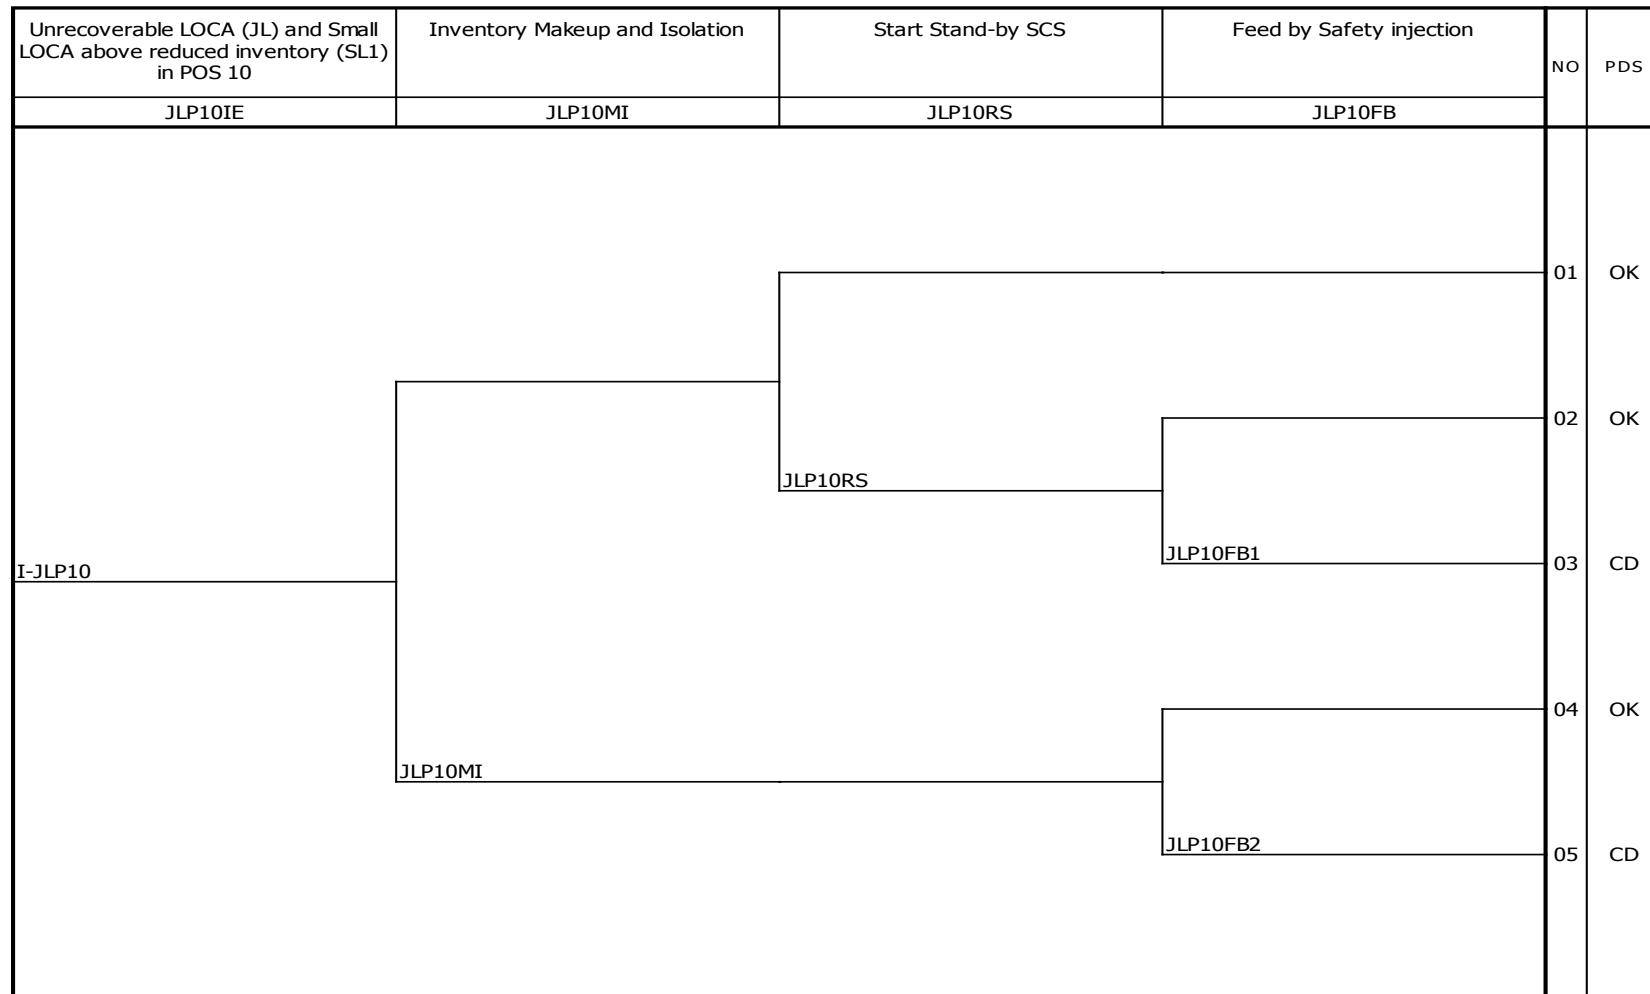 Unrecoverable LOCA (JL) and Small
LOCA above reduced inventory (SL1)
in POS 10
Inventory Makeup and Isolation
Start Stand-by SCS
Feed by Safety injection
NO
PDS
JLP10IE
JLP10MI
JLP10RS
JLP10FB
01
OK
02
OK
JLP10RS
JLP10FB1
03
CD
I-JLP10
04
OK
JLP10MI
JLP10FB2
05
CD